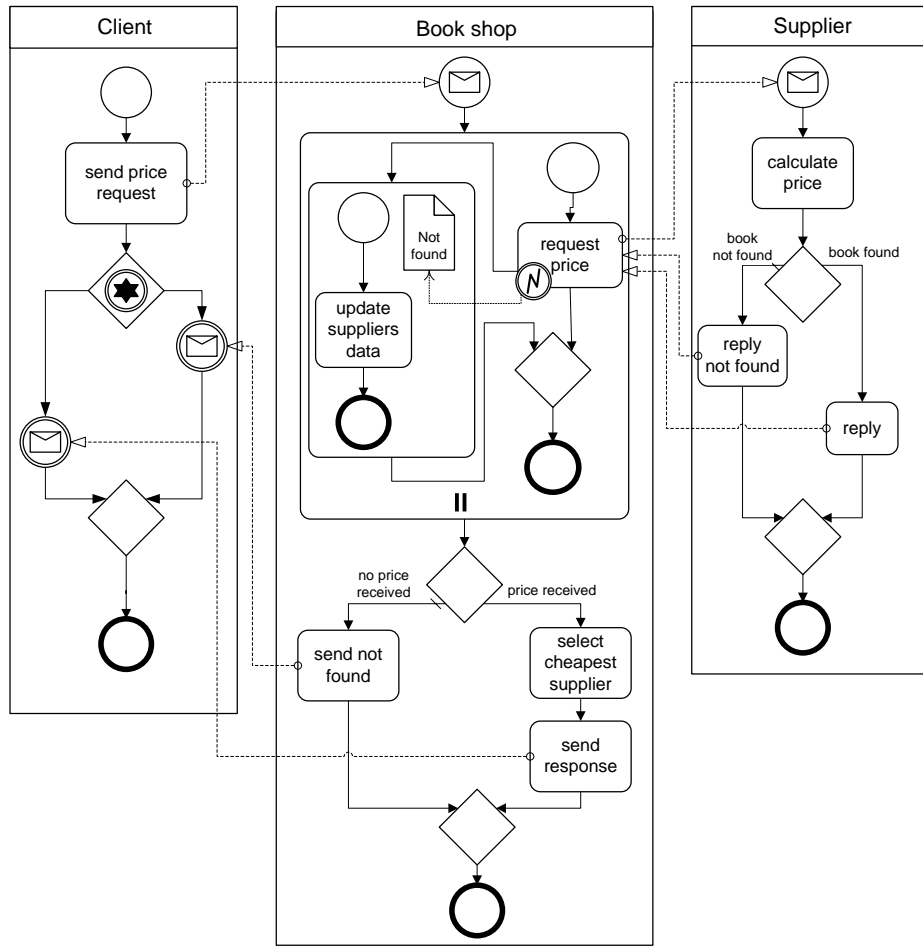 Client
Book shop
Supplier
send price
request
calculate
price
Not
found
request
price
book
not found
book found
update
suppliers
data
reply
not found
reply
no price
received
price received
send not
found
select
cheapest
supplier
send
response